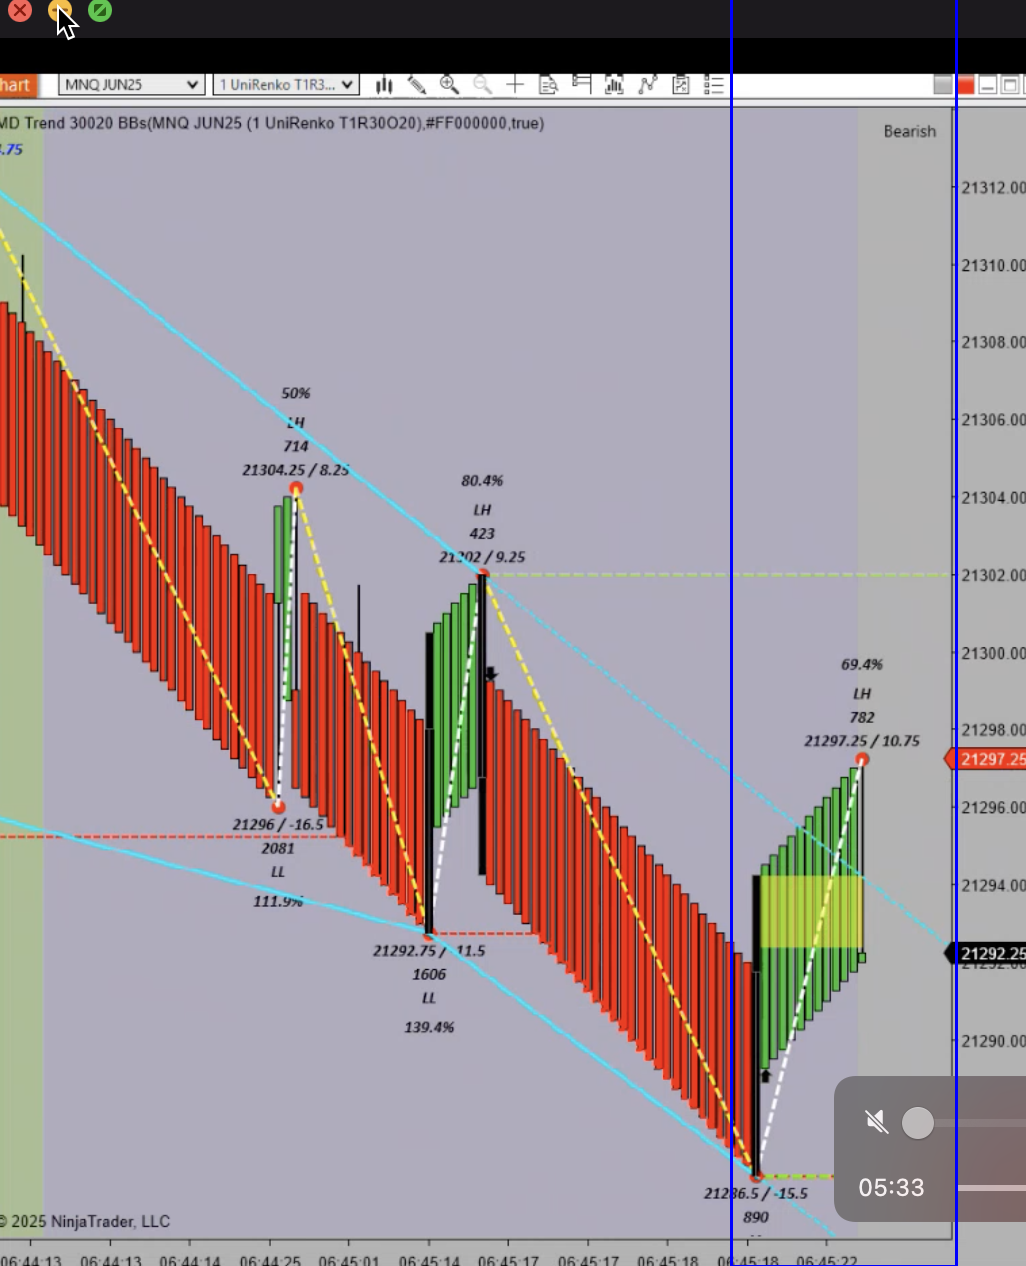 hart
MNQ JUN25
1 UniRenko T1R3...
MD Trend 30020 BBs(MNQ JUN25 (1 UniRenko T1R30O20),#FF000000,true)
.75
Bearish
21312.00
21310.00
21308.00
21306.00
21304.00
21302.00
21300.00
21298.00
21297.25
21296.00
21294.00
21292.25
21290.00
50%
LH
714
21304.25 / 8.25
80.4%
LH
423
21302 / 9.25
69.4%
LH
782
21297.25 / 10.75
21296 / -16.5
2081
LL
111.9%
21292.75 / -11.5
1606
LL
139.4%
21286.5 / -15.5
890
05:33
© 2025 NinjaTrader, LLC
06:44:13
06:44:13
06:44:14
06:44:25
06:45:01
06:45:14
06:45:17
06:45:17
06:45:18
06:45:18
06:45:22